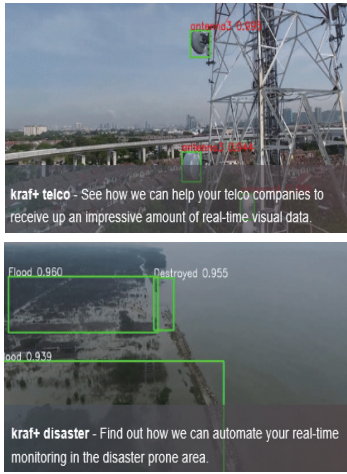 antenna3 0.997
antenna3 0.944
kraf+ telco - See how we can help your telco companies to
receive up an impressive amount of real-time visual data.
Flood 0.960
Destroyed 0.955
lood 0.939
kraf+ disaster - Find out how we can automate your real-time
monitoring in the disaster prone area.